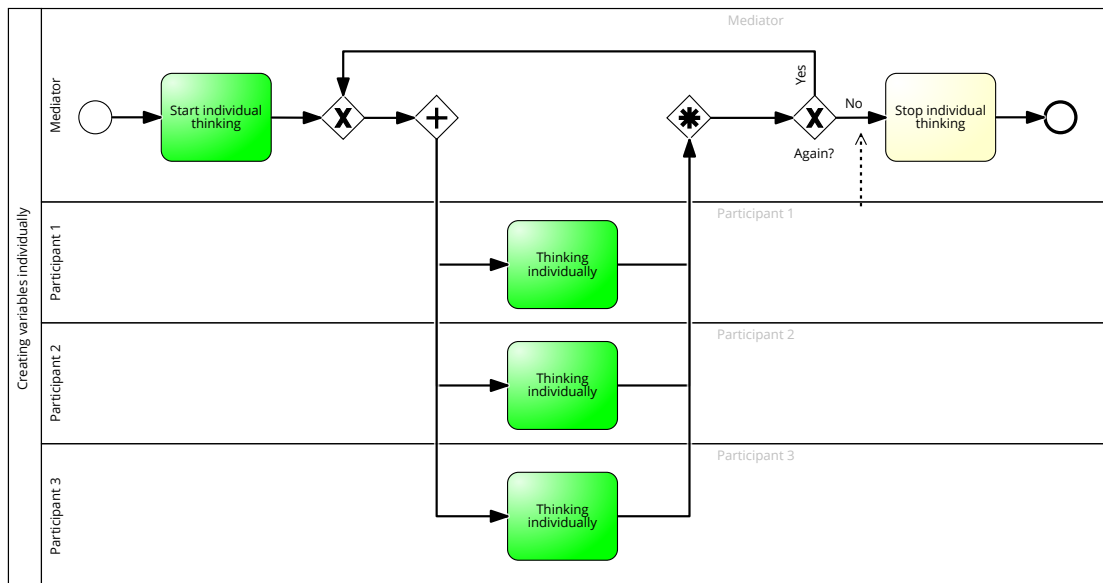 Creating variables individually
Mediator
Mediator
Start individual
thinking
X
+
Yes
X
No
Again?
Stop individual
thinking
Participant 1
Participant 1
Thinking
individually
Participant 2
Participant 2
Thinking
individually
Participant 3
Participant 3
Thinking
individually